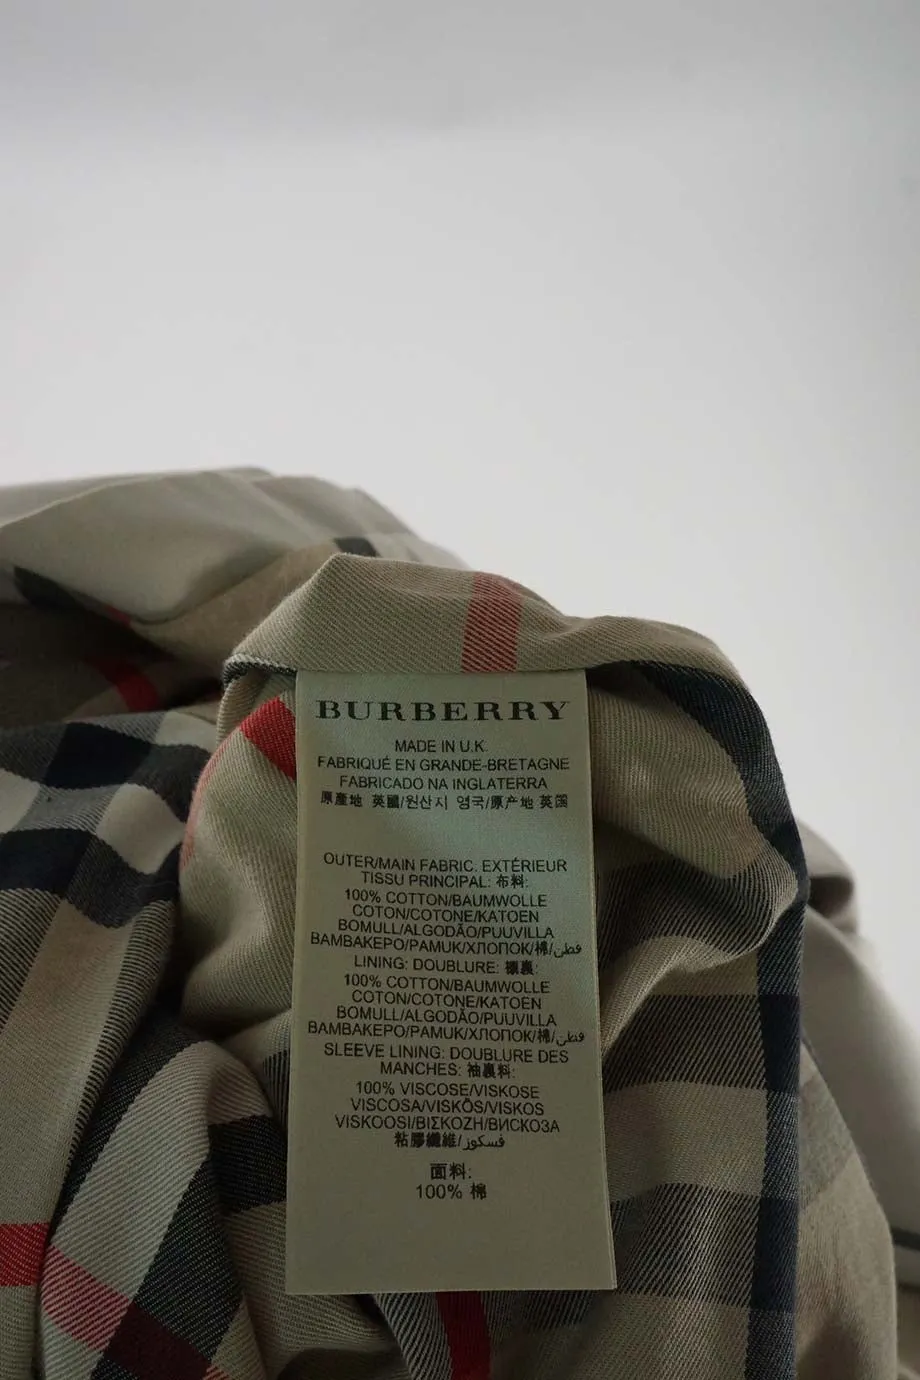 BURBERRY
MADE IN U.K.
FABRIQUÉ EN GRANDE-BRETAGNE
FABRICADO NA INGLATERRA
原產地 英國/원산지 영국/原产地 英国
OUTER/MAIN FABRIC. EXTÉRIEUR
TISSU PRINCIPAL: 布料:
100% COTTON/BAUMWOLLE
COTON/COTONE/KATOEN
BOMULL/ALGODÃO/PUUVILLA
ΒΑΜΒΑΚΕΡΟ/PAMUK/ХЛОПОК/棉/قطن
LINING: DOUBLURE: 襯裏:
100% COTTON/BAUMWOLLE
COTON/COTONE/KATOEN
BOMULL/ALGODÃO/PUUVILLA
ΒΑΜΒΑΚΕΡΟ/PAMUK/ХЛОПОК/棉/قطن
SLEEVE LINING: DOUBLURE DES
MANCHES: 袖裏料:
100% VISCOSE/VISKOSE
VISCOSA/VISKÓS/VISKOS
VISKOOSI/ΒΙΣΚΟΖΗ/ВИСКОЗА
粘膠纖維/فسكوز
面料:
100% 棉